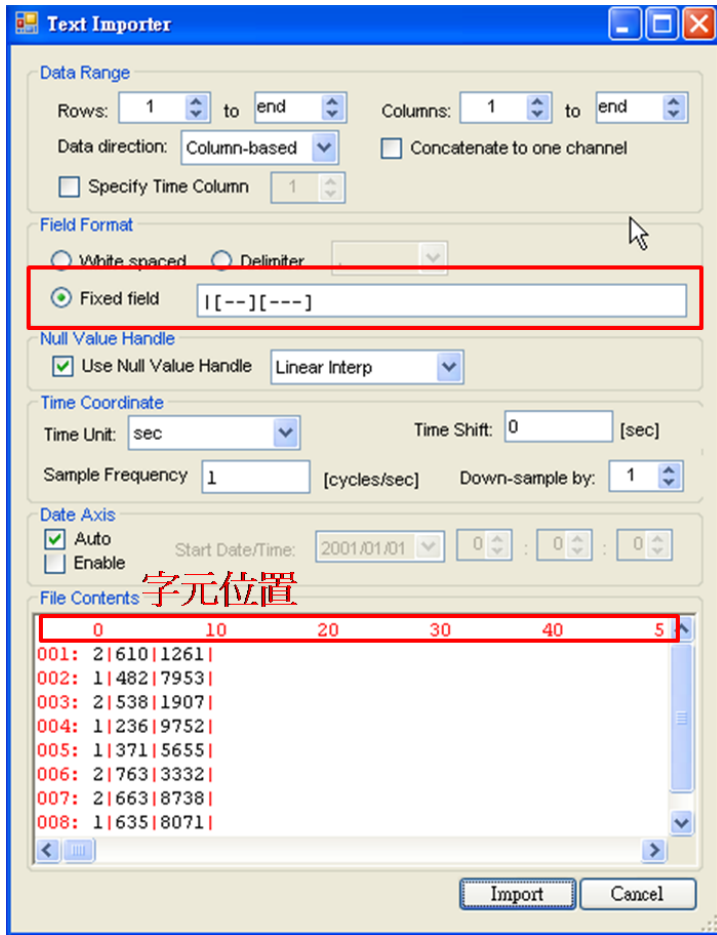 Text Importer
Data Range
Rows: 1 to end Columns: 1 to end
Data direction: Column-based Concatenate to one channel
Specify Time Column 1
Field Format
White spaced Delimiter ,
Fixed field |[--][---]
Null Value Handle
Use Null Value Handle Linear Interp
Time Coordinate
Time Unit: sec Time Shift: 0 [sec]
Sample Frequency 1 [cycles/sec] Down-sample by: 1
Date Axis
Auto
Enable Start Date/Time: 2001/01/01 0 : 0 : 0
字元位置
File Contents
0 10 20 30 40 5
001: 2|610|1261|
002: 1|482|7953|
003: 2|538|1907|
004: 1|236|9752|
005: 1|371|5655|
006: 2|763|3332|
007: 2|663|8738|
008: 1|635|8071|
Import Cancel